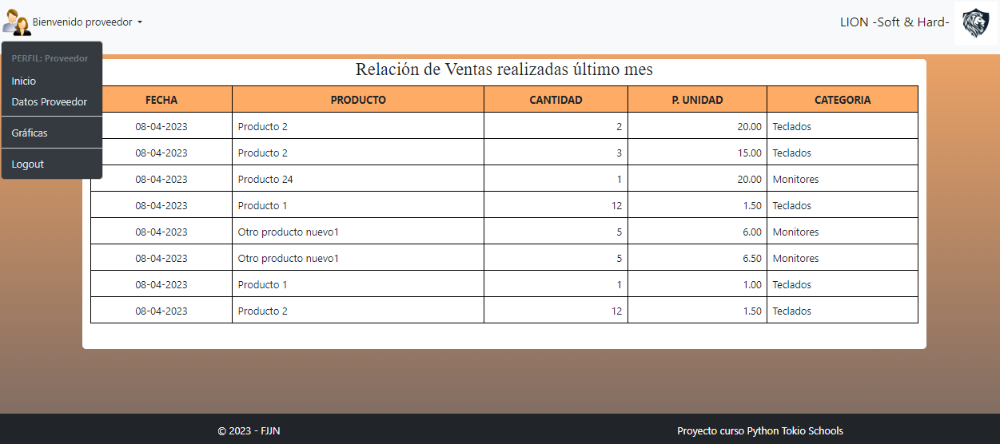 Bienvenido proveedor
LION -Soft & Hard-
PERFIL: Proveedor
Inicio
Datos Proveedor
Gráficas
Logout
Relación de Ventas realizadas último mes
FECHA PRODUCTO CANTIDAD P. UNIDAD CATEGORIA
08-04-2023 Producto 2 2 20.00 Teclados
08-04-2023 Producto 2 3 15.00 Teclados
08-04-2023 Producto 24 1 20.00 Monitores
08-04-2023 Producto 1 12 1.50 Teclados
08-04-2023 Otro producto nuevo1 5 6.00 Monitores
08-04-2023 Otro producto nuevo1 5 6.50 Monitores
08-04-2023 Producto 1 1 1.00 Teclados
08-04-2023 Producto 2 12 1.50 Teclados
© 2023 - FJJN
Proyecto curso Python Tokio Schools